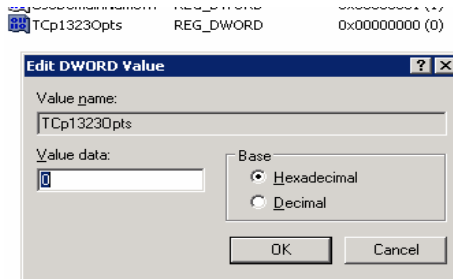 TCp1323Opts REG_DWORD 0x00000000 (0)
Edit DWORD Value
Value name:
TCp1323Opts
Value data:
0
Base
Hexadecimal
Decimal
OK Cancel